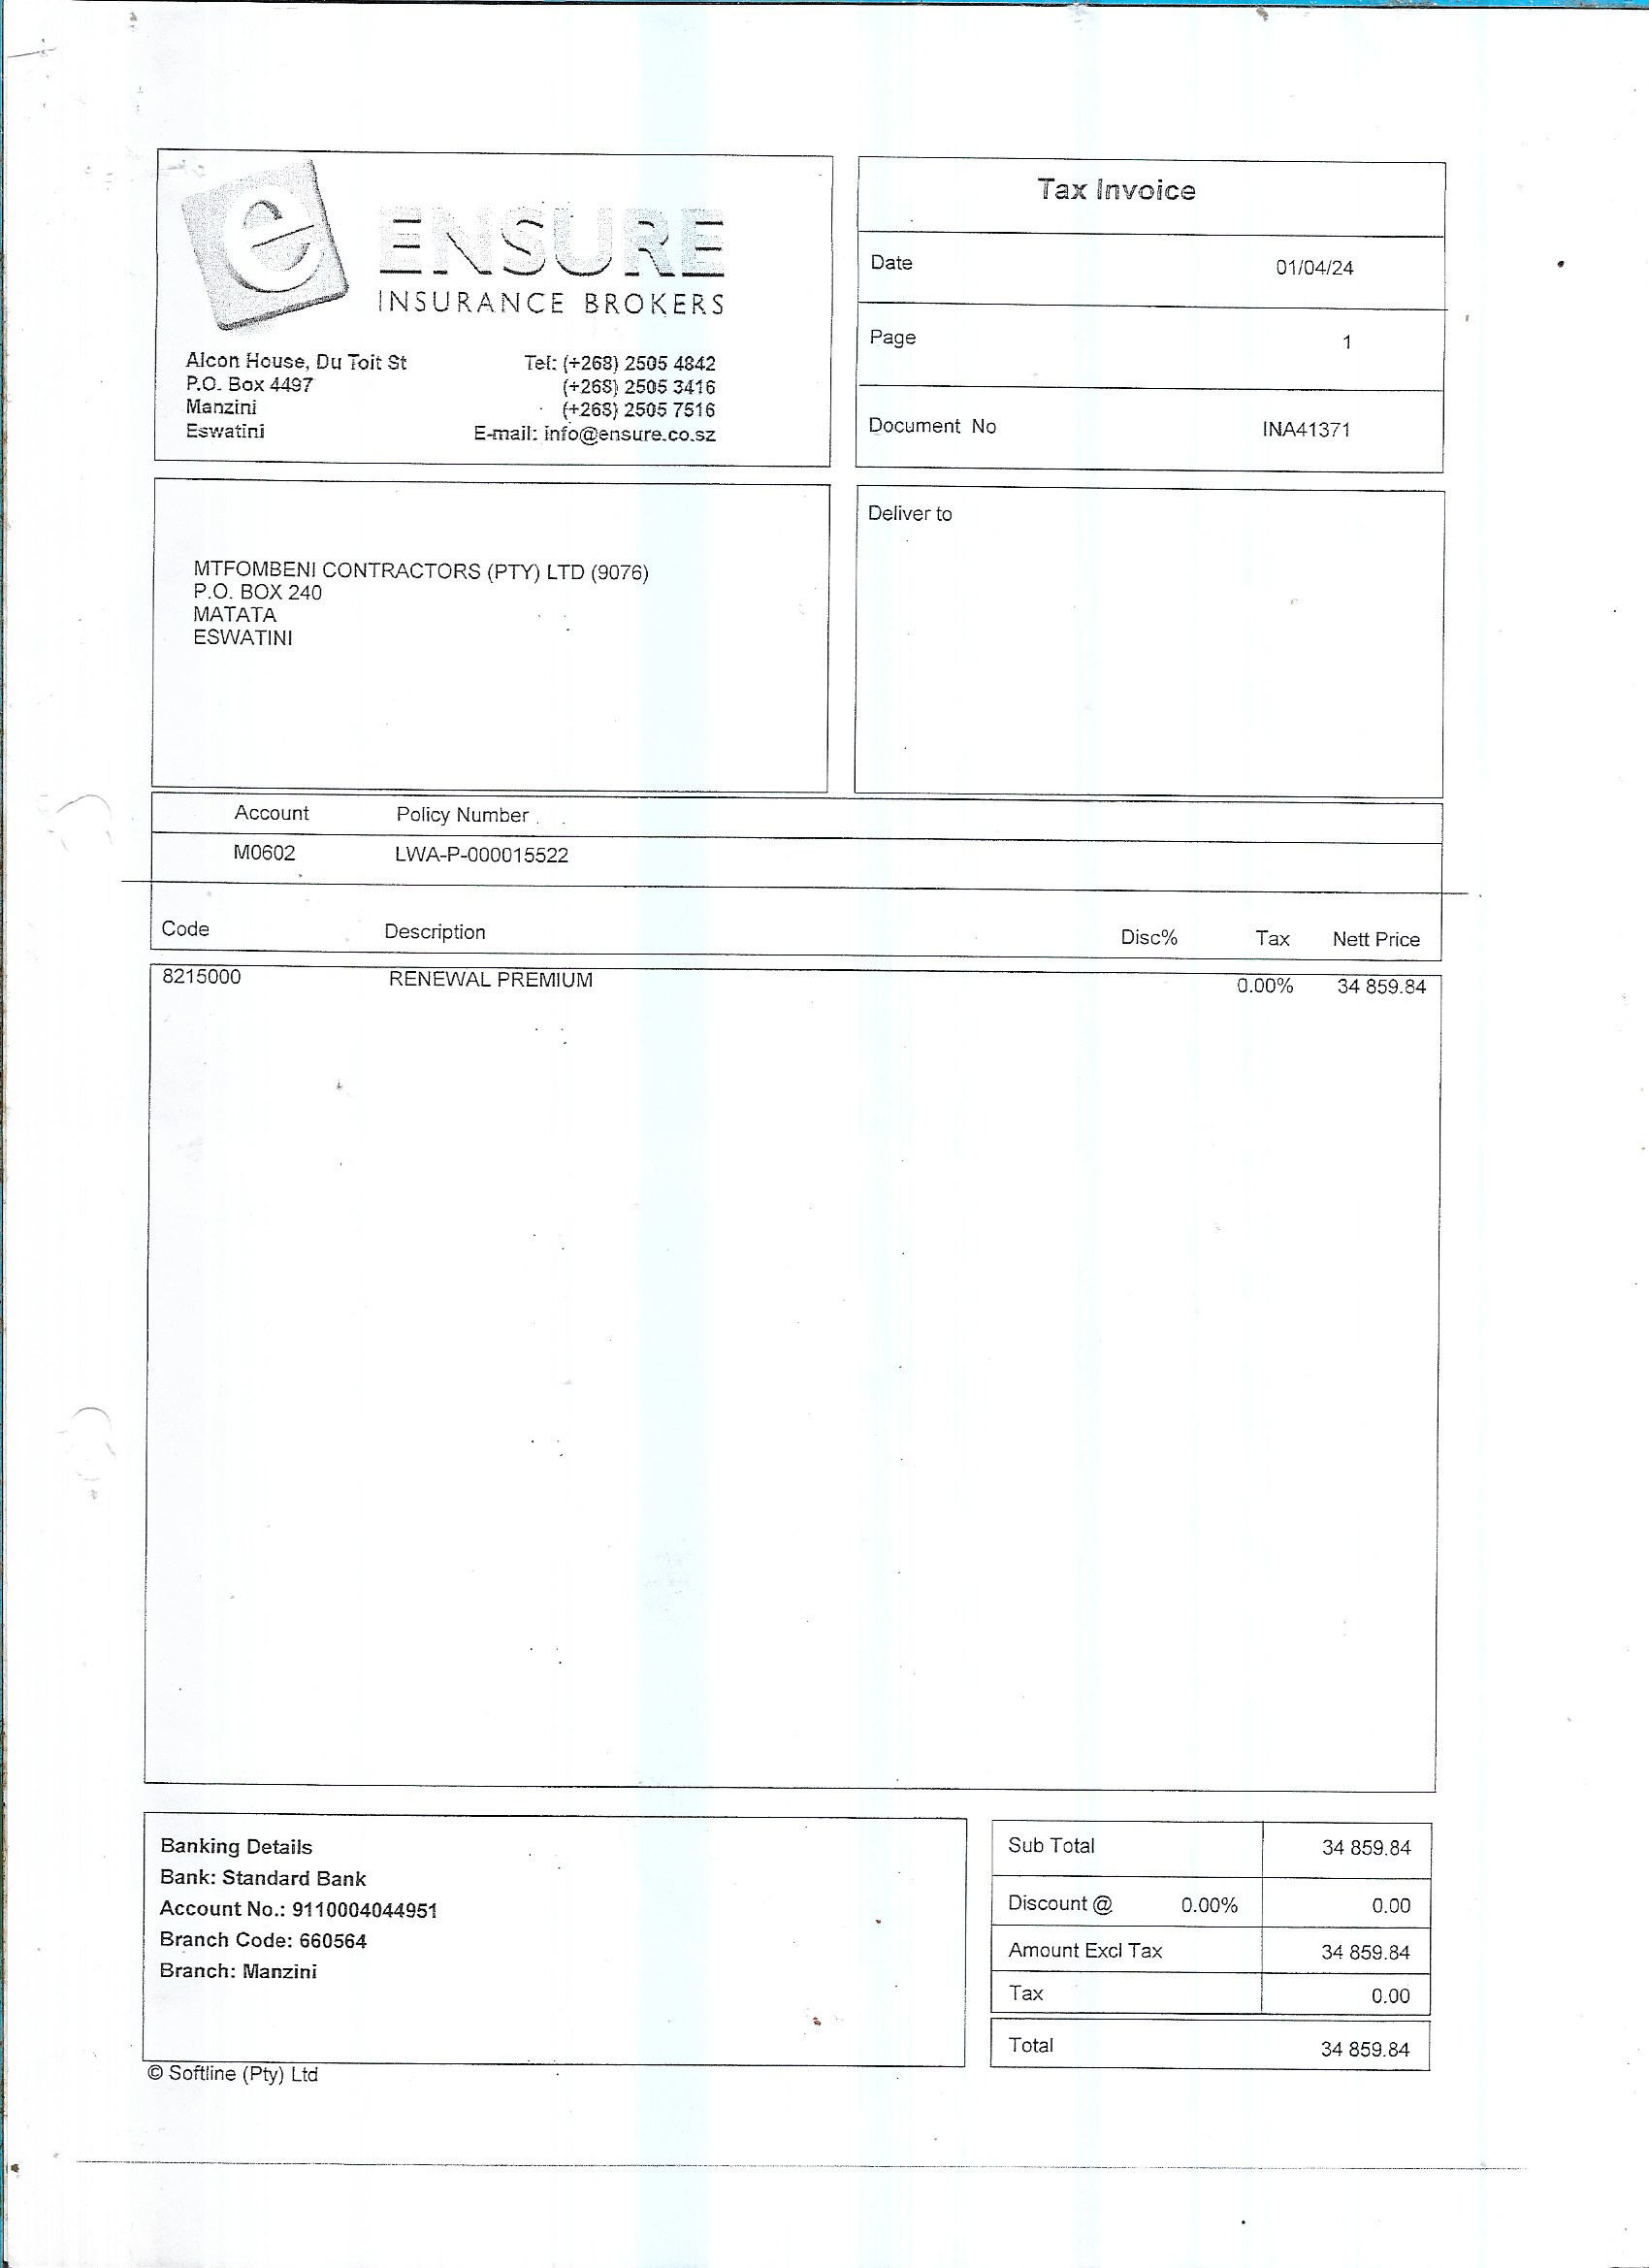 e ENSURE
INSURANCE BROKERS
Alcon House, Du Toit St
P.O. Box 4497
Manzini
Eswatini
Tel: (+268) 2505 4842
(+268) 2505 3416
(+268) 2505 7516
E-mail: info@ensure.co.sz
Tax Invoice
Date 01/04/24
Page 1
Document No INA41371
MTFOMBENI CONTRACTORS (PTY) LTD (9076)
P.O. BOX 240
MATATA
ESWATINI
Deliver to
Account Policy Number
M0602 LWA-P-000015522
Code Description Disc% Tax Nett Price
8215000 RENEWAL PREMIUM 0.00% 34 859.84
Banking Details
Bank: Standard Bank
Account No.: 9110004044951
Branch Code: 660564
Branch: Manzini
Sub Total 34 859.84
Discount @ 0.00% 0.00
Amount Excl Tax 34 859.84
Tax 0.00
Total 34 859.84
© Softline (Pty) Ltd